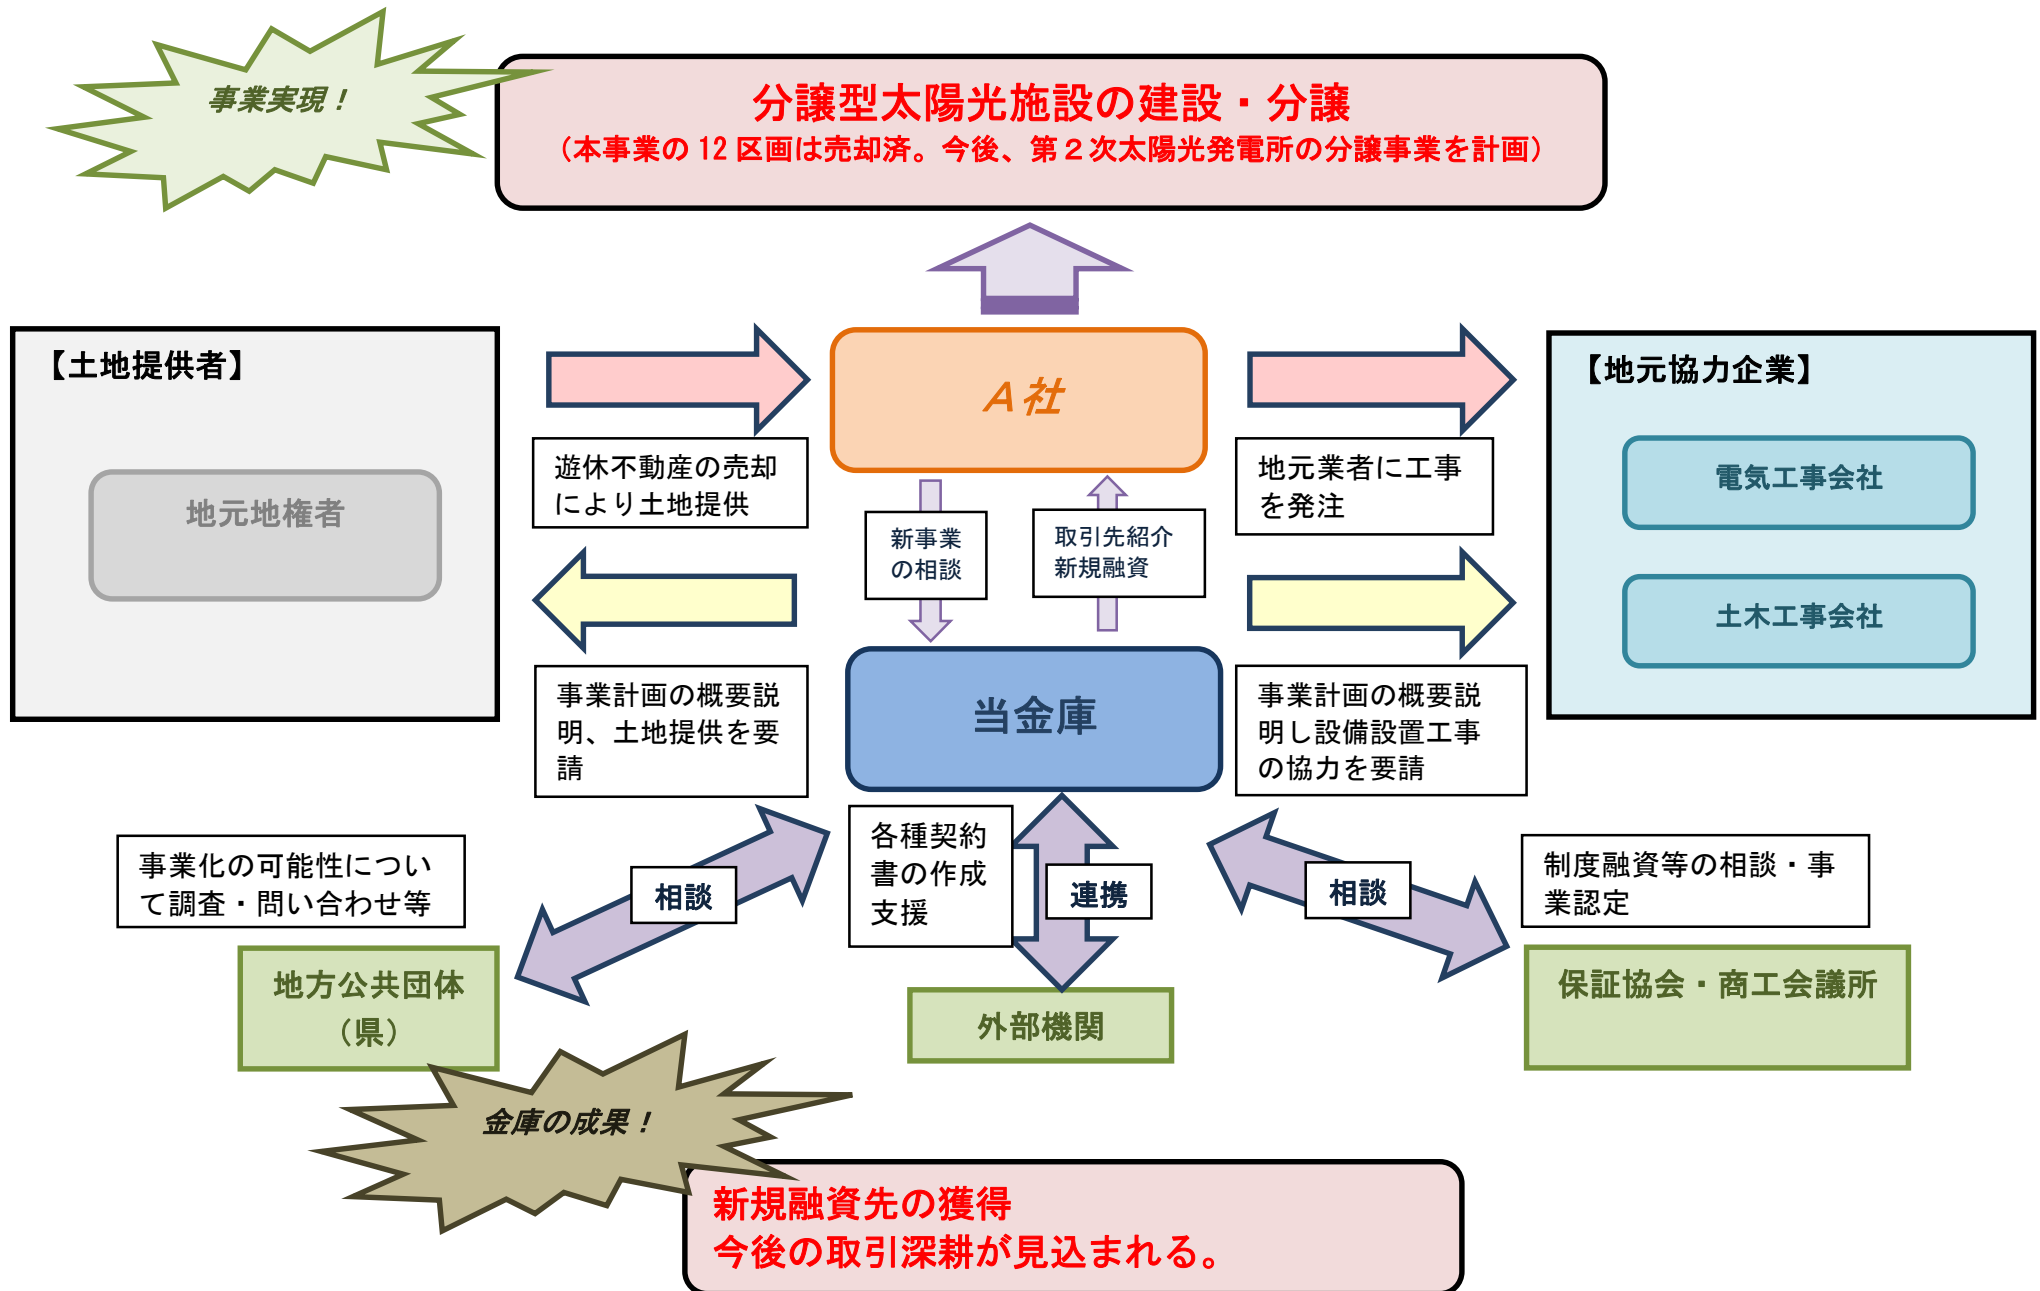 事業実現！
分譲型太陽光施設の建設・分譲
（本事業の 12 区画は売却済。今後、第２次太陽光発電所の分譲事業を計画）
【土地提供者】
地元地権者
遊休不動産の売却
により土地提供
事業計画の概要説
明、土地提供を要
請
Ａ社
新事業
の相談
取引先紹介
新規融資
当金庫
地元業者に工事
を発注
事業計画の概要説
明し設備設置工事
の協力を要請
【地元協力企業】
電気工事会社
土木工事会社
事業化の可能性につい
て調査・問い合わせ等
相談
地方公共団体
（県）
各種契約
書の作成
支援
連携
外部機関
相談
制度融資等の相談・事
業認定
保証協会・商工会議所
金庫の成果！
新規融資先の獲得
今後の取引深耕が見込まれる。